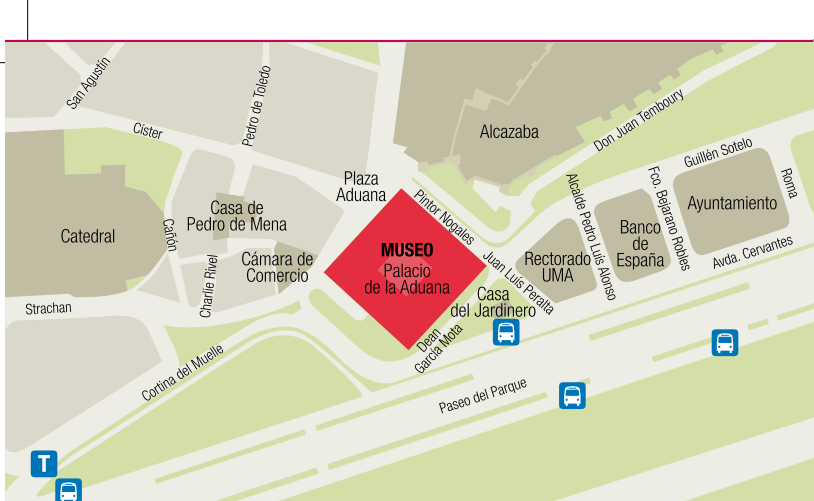 San Agustín
Císter
Pedro de Toledo
Alcazaba
Don Juan Temboury
Guillén Sotelo
Roma
Plaza
Aduana
Pintor Nogales
Alcalde Pedro Luís Alonso
Fco. Bejarano Robles
Ayuntamiento
Casa de
Pedro de Mena
Catedral
Cañón
Banco
de
España
Avda. Cervantes
MUSEO
Palacio
de la Aduana
Cámara de
Comercio
Charlie Rivel
Juan Luís Peralta
Rectorado
UMA
Casa
del Jardinero
Strachan
Dean
García Mota
Cortina del Muelle
Paseo del Parque
T